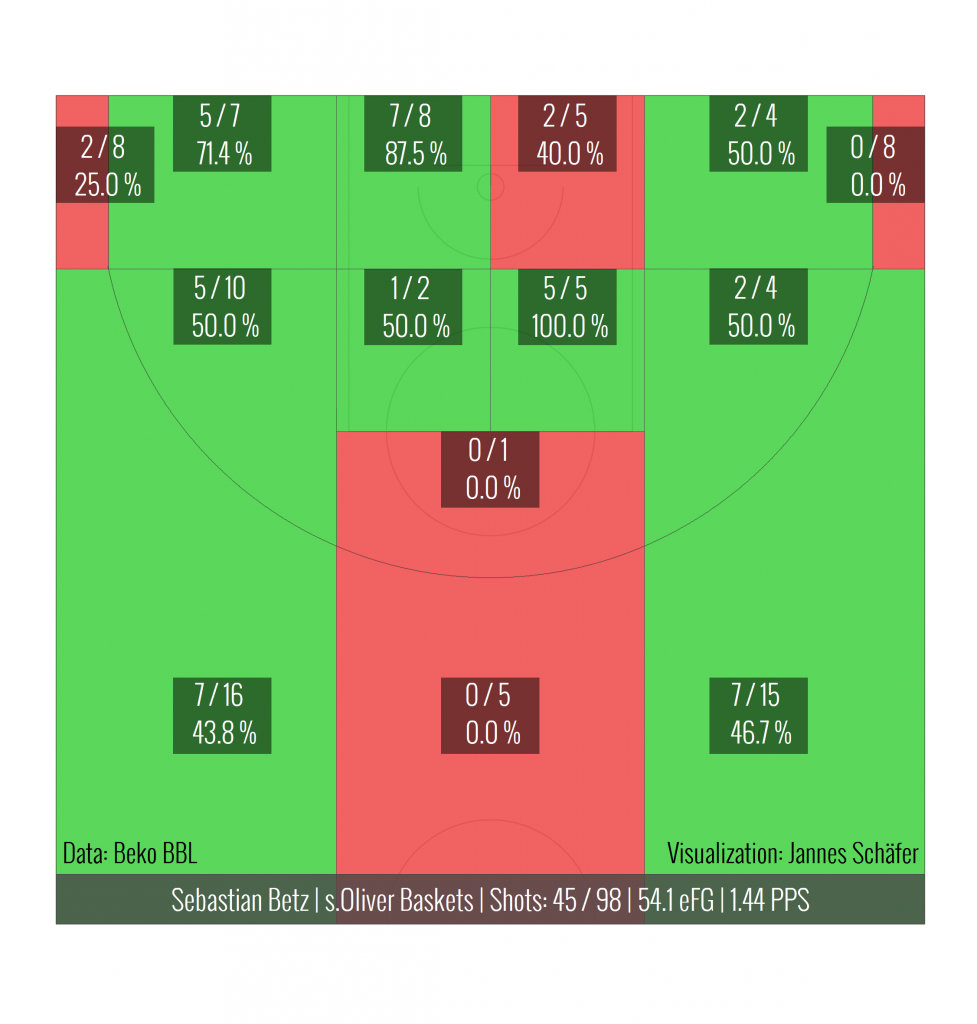 5 / 7
71.4 %
7 / 8
87.5 %
2 / 5
40.0 %
2 / 4
50.0 %
2 / 8
25.0 %
0 / 8
0.0 %
5 / 10
50.0 %
1 / 2
50.0 %
5 / 5
100.0 %
2 / 4
50.0 %
0 / 1
0.0 %
7 / 16
43.8 %
0 / 5
0.0 %
7 / 15
46.7 %
Data: Beko BBL
Visualization: Jannes Schäfer
Sebastian Betz | s.Oliver Baskets | Shots: 45 / 98 | 54.1 eFG | 1.44 PPS